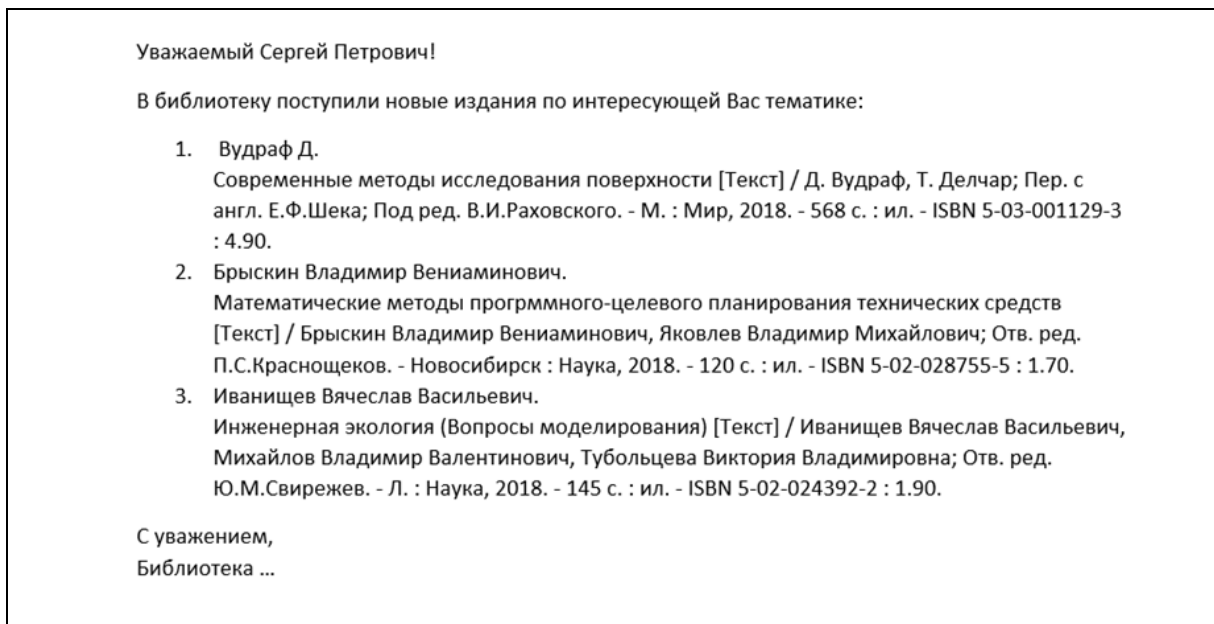 Уважаемый Сергей Петрович!
В библиотеку поступили новые издания по интересующей Вас тематике:
1. Вудраф Д.
Современные методы исследования поверхности [Текст] / Д. Вудраф, Т. Делчар; Пер. с
англ. Е.Ф.Шека; Под ред. В.И.Раховского. - М. : Мир, 2018. - 568 с. : ил. - ISBN 5-03-001129-3
: 4.90.
2. Брыскин Владимир Вениаминович.
Математические методы прогрммного-целевого планирования технических средств
[Текст] / Брыскин Владимир Вениаминович, Яковлев Владимир Михайлович; Отв. ред.
П.С.Краснощеков. - Новосибирск : Наука, 2018. - 120 с. : ил. - ISBN 5-02-028755-5 : 1.70.
3. Иванищев Вячеслав Васильевич.
Инженерная экология (Вопросы моделирования) [Текст] / Иванищев Вячеслав Васильевич,
Михайлов Владимир Валентинович, Тубольцева Виктория Владимировна; Отв. ред.
Ю.М.Свирежев. - Л. : Наука, 2018. - 145 с. : ил. - ISBN 5-02-024392-2 : 1.90.
С уважением,
Библиотека ...